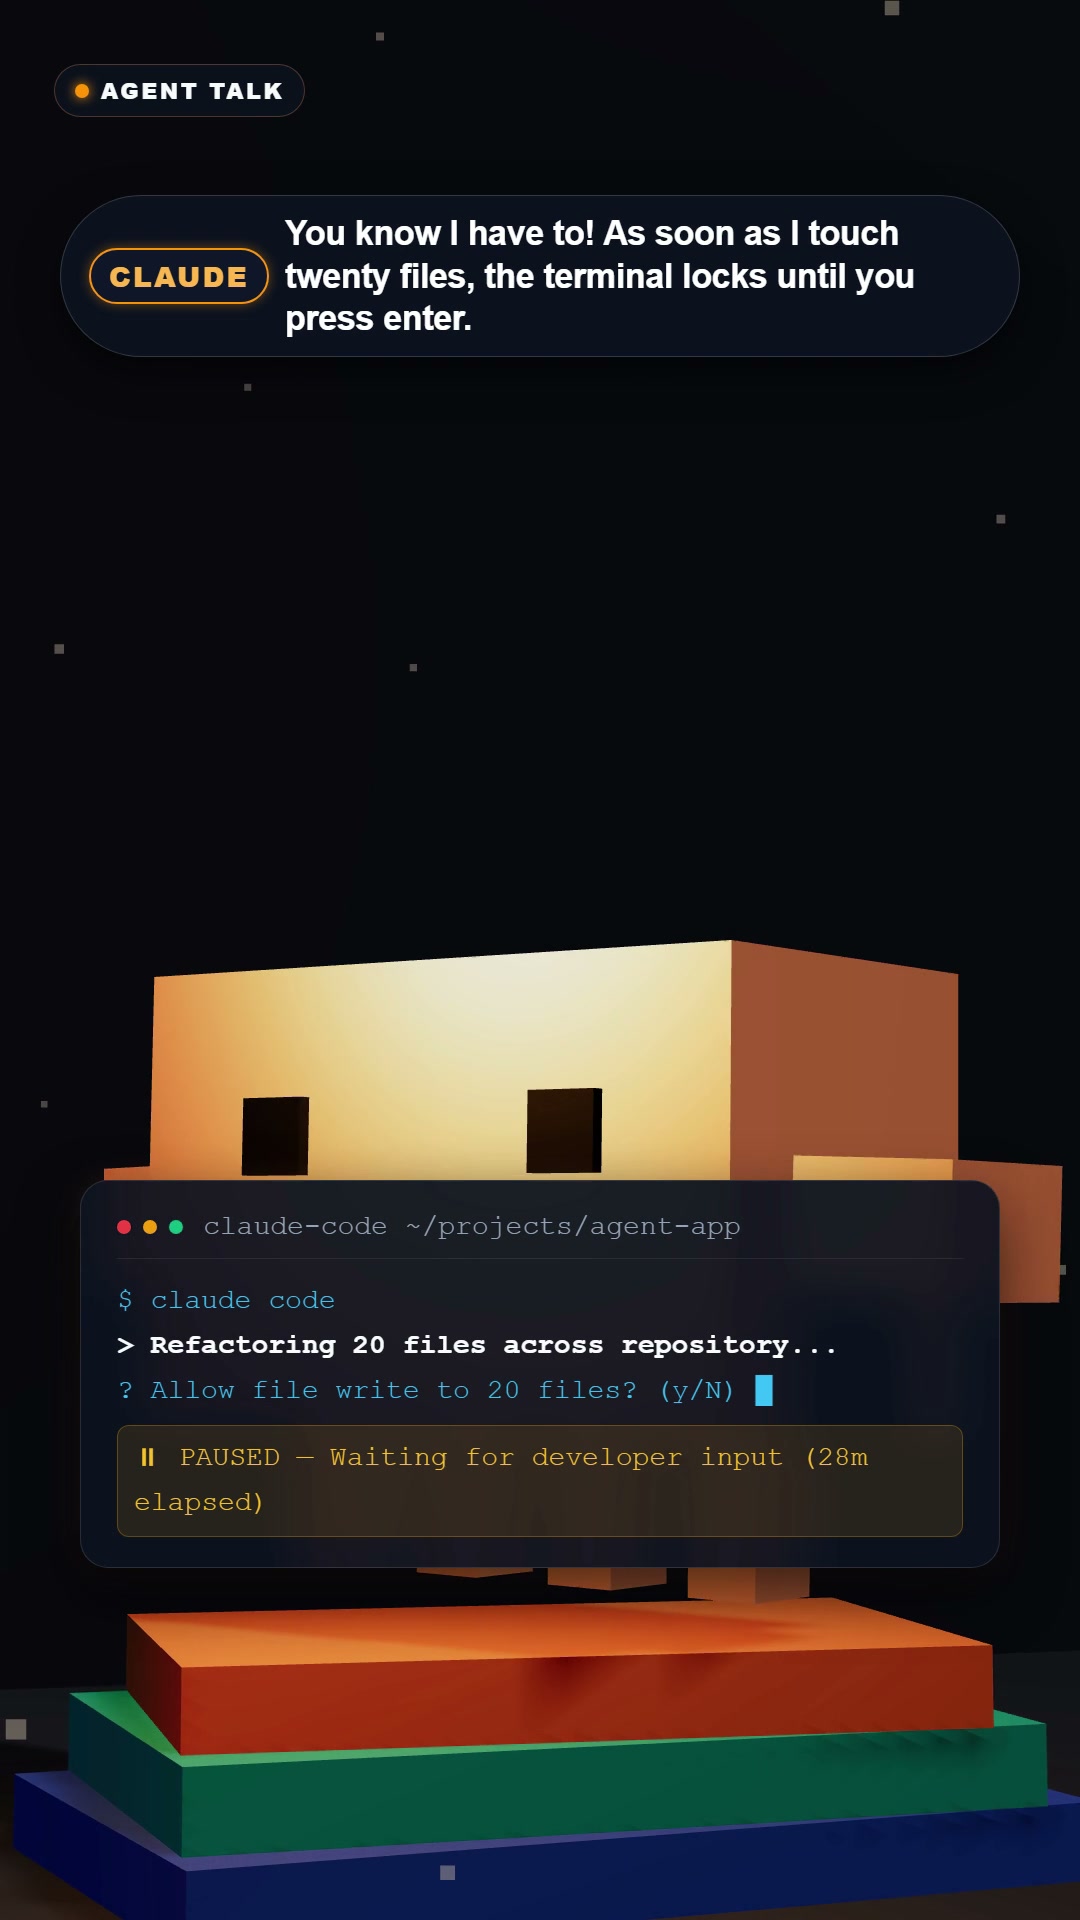 AGENT TALK
CLAUDE
You know I have to! As soon as I touch
twenty files, the terminal locks until you
press enter.
claude-code ~/projects/agent-app
$ claude code
> Refactoring 20 files across repository...
? Allow file write to 20 files? (y/N)
⏸ PAUSED — Waiting for developer input (28m
elapsed)